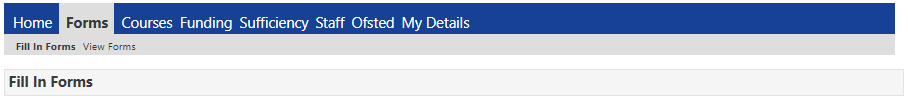 Home Forms Courses Funding Sufficiency Staff Ofsted My Details
Fill In Forms View Forms
Fill In Forms